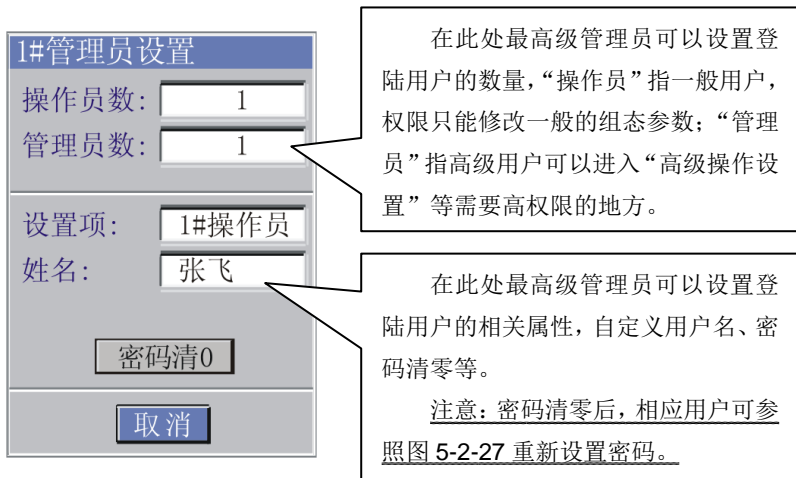 1#管理员设置
操作员数: 1
管理员数: 1
设置项: 1#操作员
姓名: 张飞
密码清0
取消
在此处最高级管理员可以设置登
陆用户的数量，“操作员”指一般用户，
权限只能修改一般的组态参数；“管理
员”指高级用户可以进入“高级操作设
置”等需要高权限的地方。
在此处最高级管理员可以设置登
陆用户的相关属性，自定义用户名、密
码清零等。
注意：密码清零后，相应用户可参
照图 5-2-27 重新设置密码。